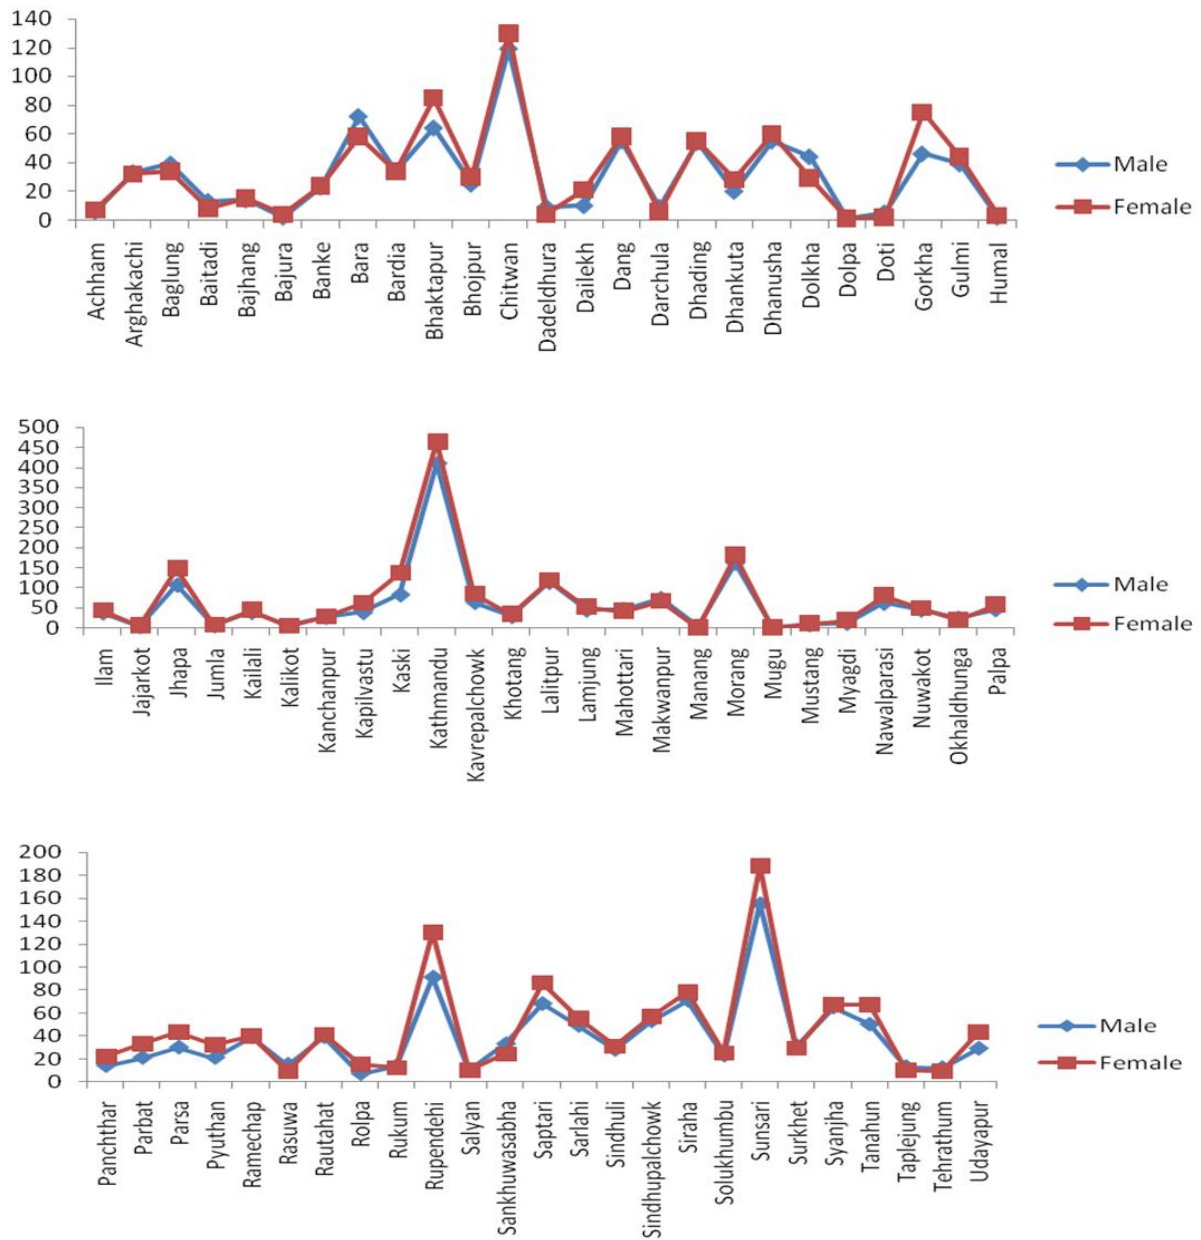 140
120
100
80
60
40
20
0
Achham
Arghakachi
Baglung
Baitadi
Bajhang
Bajura
Banke
Bara
Bardia
Bhaktapur
Bhojpur
Chitwan
Dadeldhura
Dailekh
Dang
Darchula
Dhading
Dhankuta
Dhanusha
Dolkha
Dolpa
Doti
Gorkha
Gulmi
Humal
Male
Female
500
450
400
350
300
250
200
150
100
50
0
Ilam
Jajarkot
Jhapa
Jumla
Kailali
Kalikot
Kanchanpur
Kapilvastu
Kaski
Kathmandu
Kavrepalchowk
Khotang
Lalitpur
Lamjung
Mahottari
Makwanpur
Manang
Morang
Mugu
Mustang
Myagdi
Nawalparasi
Nuwakot
Okhaldhunga
Palpa
Male
Female
200
180
160
140
120
100
80
60
40
20
0
Panchthar
Parbat
Parsa
Pyuthan
Ramechap
Rasuwa
Rautahat
Rolpa
Rukum
Rupendehi
Salyan
Sankhuwasabha
Saptari
Sarlahi
Sindhuli
Sindhupalchowk
Siraha
Solukhumbu
Sunsari
Surkhet
Syanjha
Tanahun
Taplejung
Tehrathum
Udayapur
Male
Female